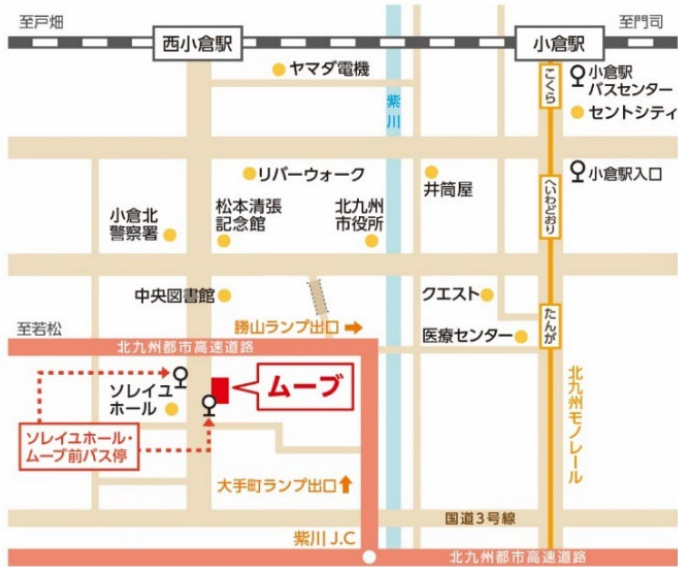 至戸畑
至門司
西小倉駅
小倉駅
ヤマダ電機
こくら
小倉駅
バスセンター
セントシティ
紫川
リバーウォーク
井筒屋
小倉駅入口
へいわどおり
小倉北
警察署
松本清張
記念館
北九州
市役所
中央図書館
クエスト
たんが
至若松
勝山ランプ出口
医療センター
北九州都市高速道路
ソレイユ
ホール
ムーブ
北九州モノレール
ソレイユホール・
ムーブ前バス停
大手町ランプ出口
国道3号線
紫川 J.C
北九州都市高速道路